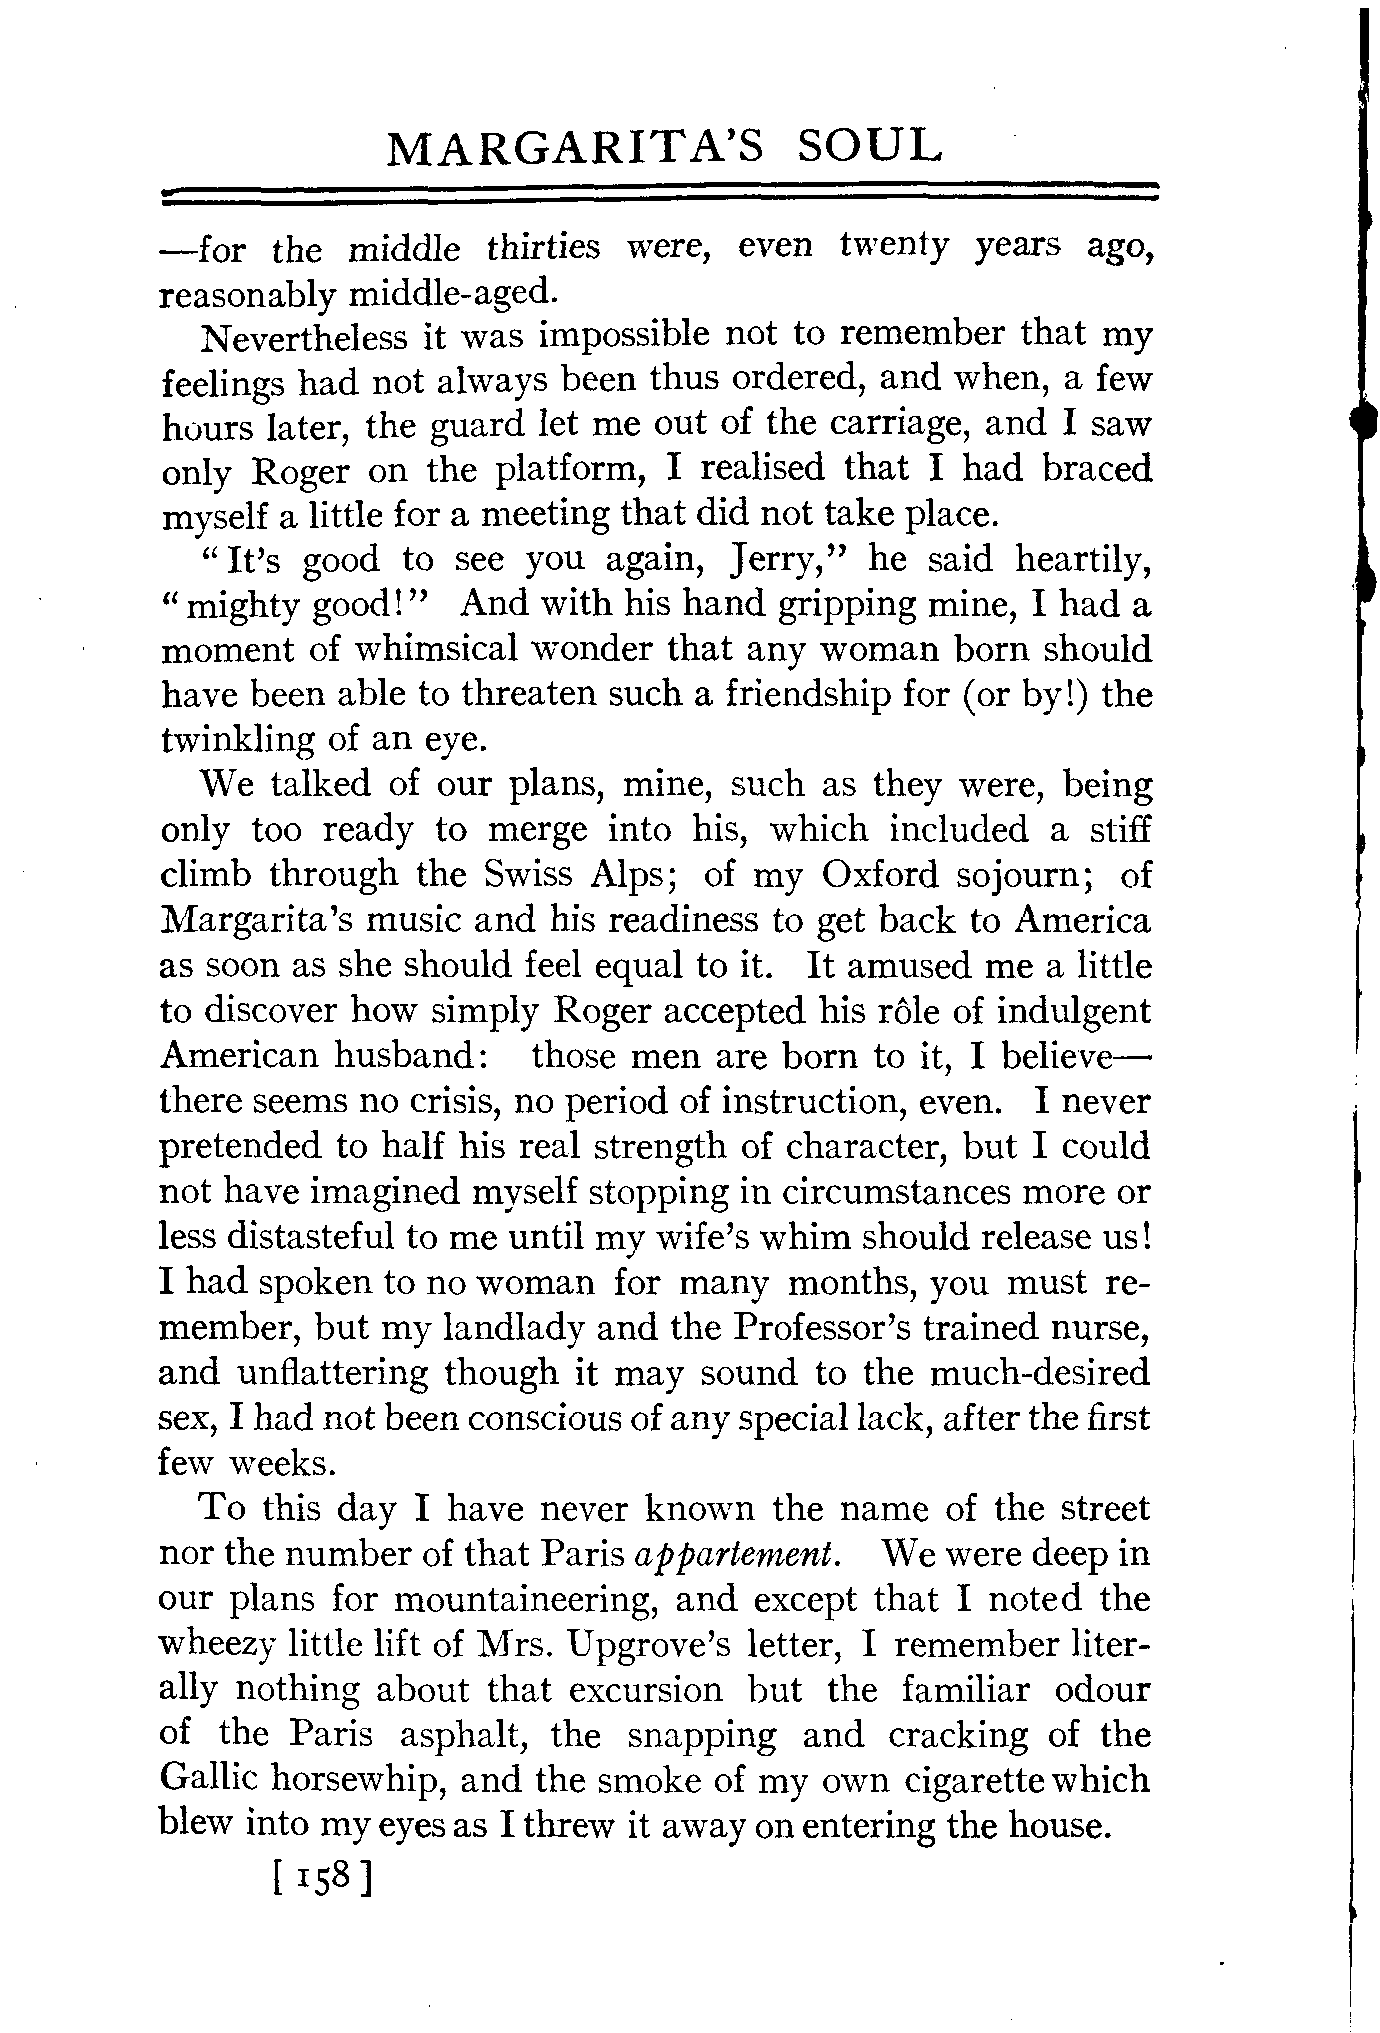 MARGARITA'S SOUL
—for the middle thirties were, even twenty years ago,
reasonably middle-aged.
Nevertheless it was impossible not to remember that my
feelings had not always been thus ordered, and when, a few
hours later, the guard let me out of the carriage, and I saw
only Roger on the platform, I realised that I had braced
myself a little for a meeting that did not take place.
"It's good to see you again, Jerry," he said heartily,
"mighty good!" And with his hand gripping mine, I had a
moment of whimsical wonder that any woman born should
have been able to threaten such a friendship for (or by!) the
twinkling of an eye.
We talked of our plans, mine, such as they were, being
only too ready to merge into his, which included a stiff
climb through the Swiss Alps; of my Oxford sojourn; of
Margarita's music and his readiness to get back to America
as soon as she should feel equal to it. It amused me a little
to discover how simply Roger accepted his rôle of indulgent
American husband: those men are born to it, I believe—
there seems no crisis, no period of instruction, even. I never
pretended to half his real strength of character, but I could
not have imagined myself stopping in circumstances more or
less distasteful to me until my wife's whim should release us!
I had spoken to no woman for many months, you must re-
member, but my landlady and the Professor's trained nurse,
and unflattering though it may sound to the much-desired
sex, I had not been conscious of any special lack, after the first
few weeks.
To this day I have never known the name of the street
nor the number of that Paris appartement. We were deep in
our plans for mountaineering, and except that I noted the
wheezy little lift of Mrs. Upgrove's letter, I remember liter-
ally nothing about that excursion but the familiar odour
of the Paris asphalt, the snapping and cracking of the
Gallic horsewhip, and the smoke of my own cigarette which
blew into my eyes as I threw it away on entering the house.
[ 158 ]